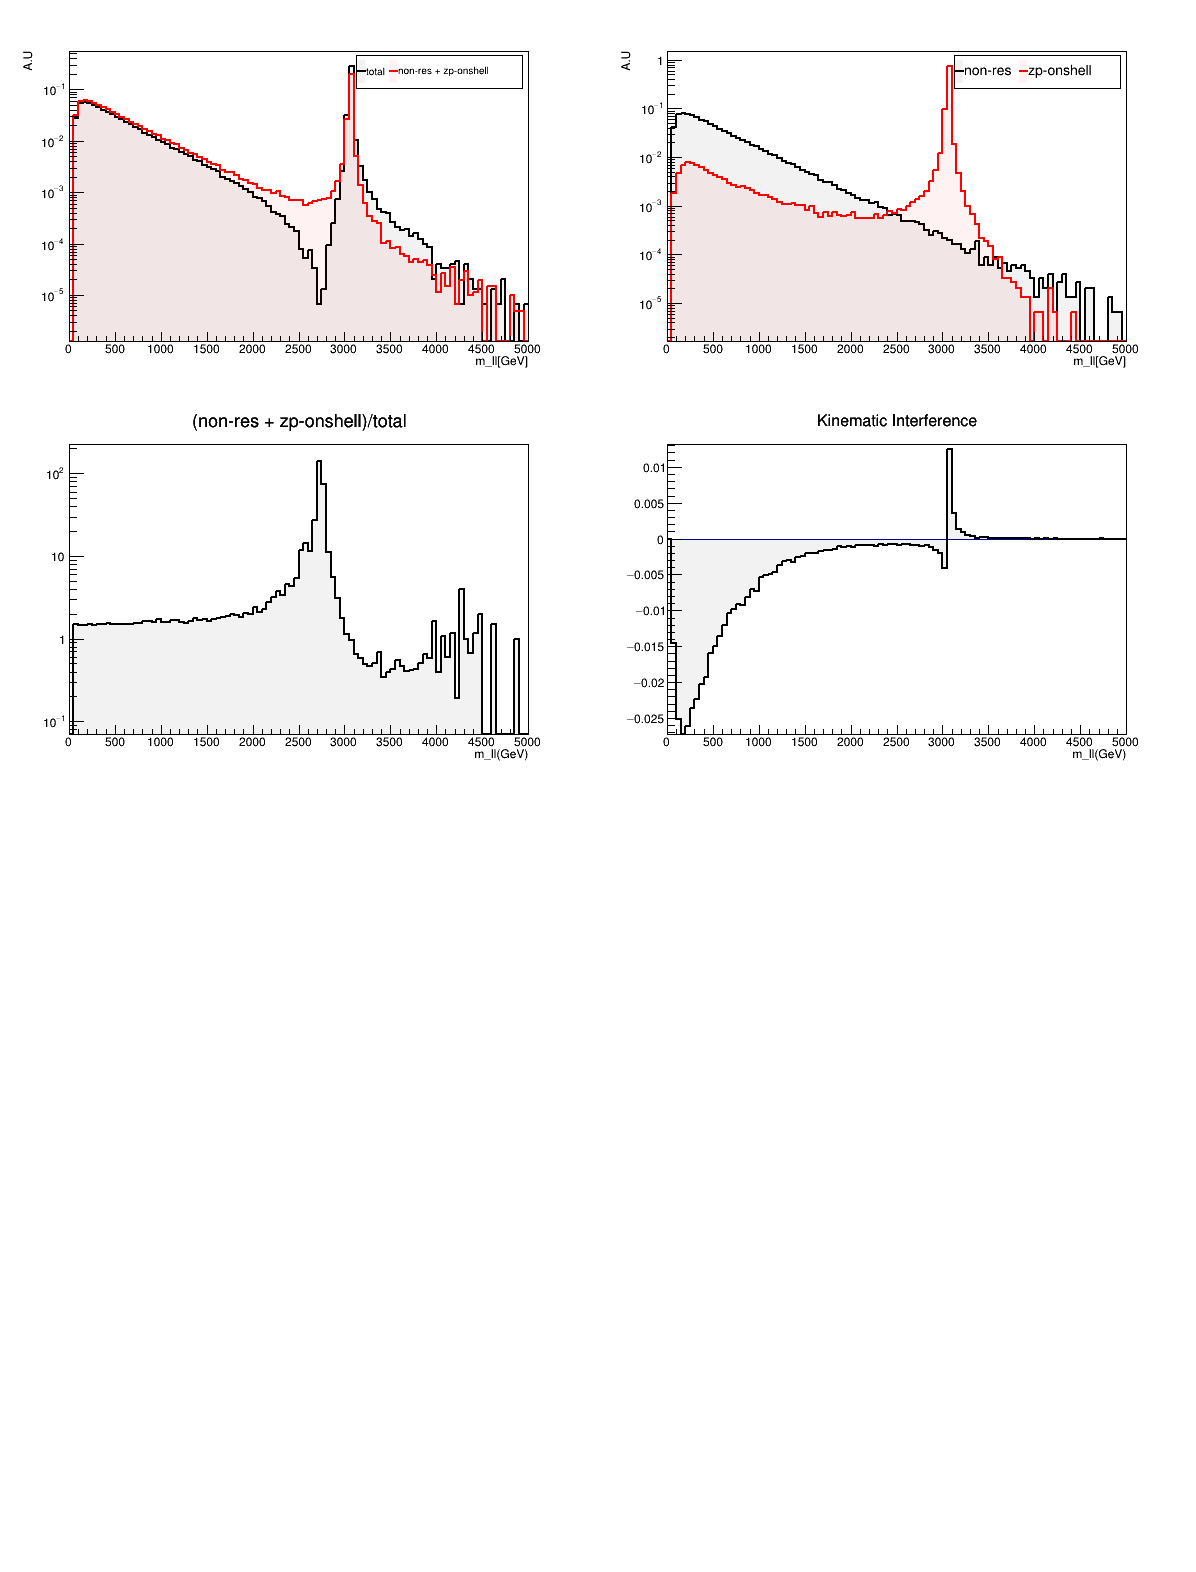 A.U
total non-res + zp-onshell
10⁻¹
10⁻²
10⁻³
10⁻⁴
10⁻⁵
0 500 1000 1500 2000 2500 3000 3500 4000 4500 5000
m_ll[GeV]
A.U
non-res zp-onshell
1
10⁻¹
10⁻²
10⁻³
10⁻⁴
10⁻⁵
0 500 1000 1500 2000 2500 3000 3500 4000 4500 5000
m_ll[GeV]
(non-res + zp-onshell)/total
10²
10
1
10⁻¹
0 500 1000 1500 2000 2500 3000 3500 4000 4500 5000
m_ll(GeV)
Kinematic Interference
0.01
0.005
0
−0.005
−0.01
−0.015
−0.02
−0.025
0 500 1000 1500 2000 2500 3000 3500 4000 4500 5000
m_ll(GeV)